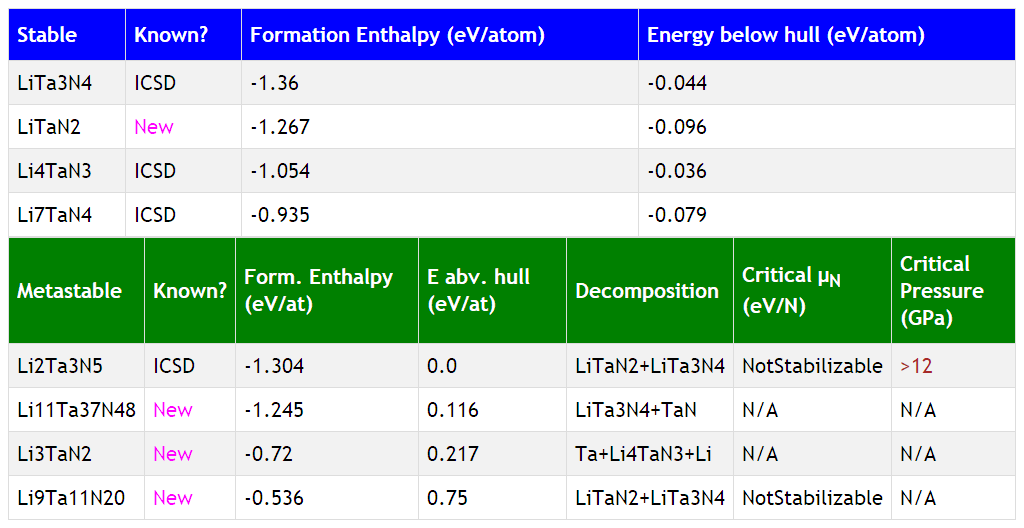 Stable Known? Formation Enthalpy (eV/atom) Energy below hull (eV/atom)
LiTa3N4 ICSD -1.36 -0.044
LiTaN2 New -1.267 -0.096
Li4TaN3 ICSD -1.054 -0.036
Li7TaN4 ICSD -0.935 -0.079
Metastable Known? Form. Enthalpy (eV/at) E abv. hull (eV/at) Decomposition Critical μN (eV/N) Critical Pressure (GPa)
Li2Ta3N5 ICSD -1.304 0.0 LiTaN2+LiTa3N4 NotStabilizable >12
Li11Ta37N48 New -1.245 0.116 LiTa3N4+TaN N/A N/A
Li3TaN2 New -0.72 0.217 Ta+Li4TaN3+Li N/A N/A
Li9Ta11N20 New -0.536 0.75 LiTaN2+LiTa3N4 NotStabilizable N/A